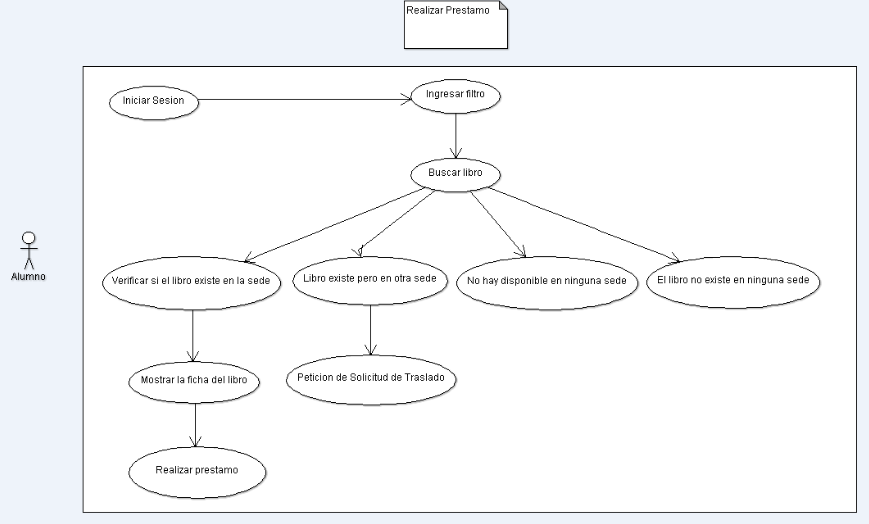 Realizar Prestamo
Iniciar Sesion
Ingresar filtro
Buscar libro
Alumno
Verificar si el libro existe en la sede
Libro existe pero en otra sede
No hay disponible en ninguna sede
El libro no existe en ninguna sede
Mostrar la ficha del libro
Peticion de Solicitud de Traslado
Realizar prestamo